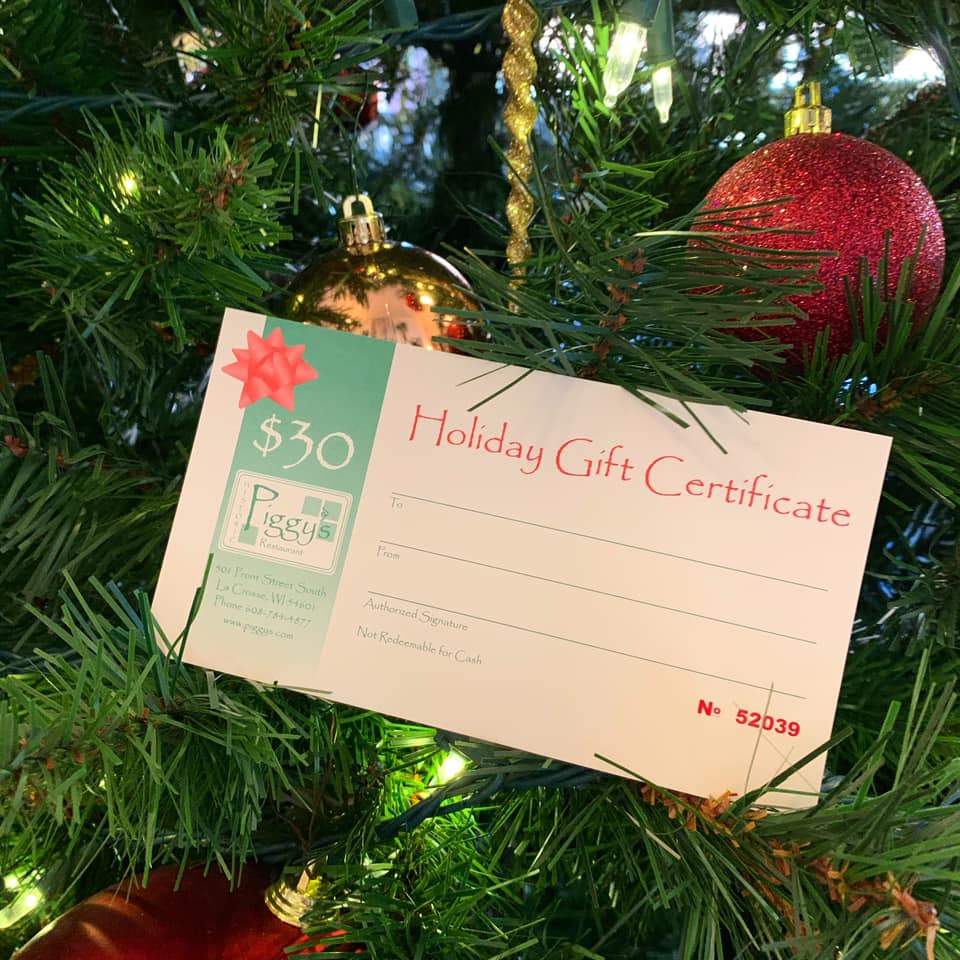 $30
HISTORIC
Piggy's
Restaurant
501 Front Street South
La Crosse, WI 54601
Phone 608-784-4877
www.piggys.com
Holiday Gift Certificate
To
From
Authorized Signature
Not Redeemable for Cash
No 52039